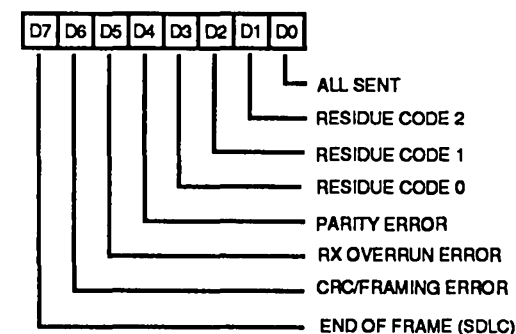 D7 D6 D5 D4 D3 D2 D1 D0
ALL SENT
RESIDUE CODE 2
RESIDUE CODE 1
RESIDUE CODE 0
PARITY ERROR
RX OVERRUN ERROR
CRC/FRAMING ERROR
END OF FRAME (SDLC)